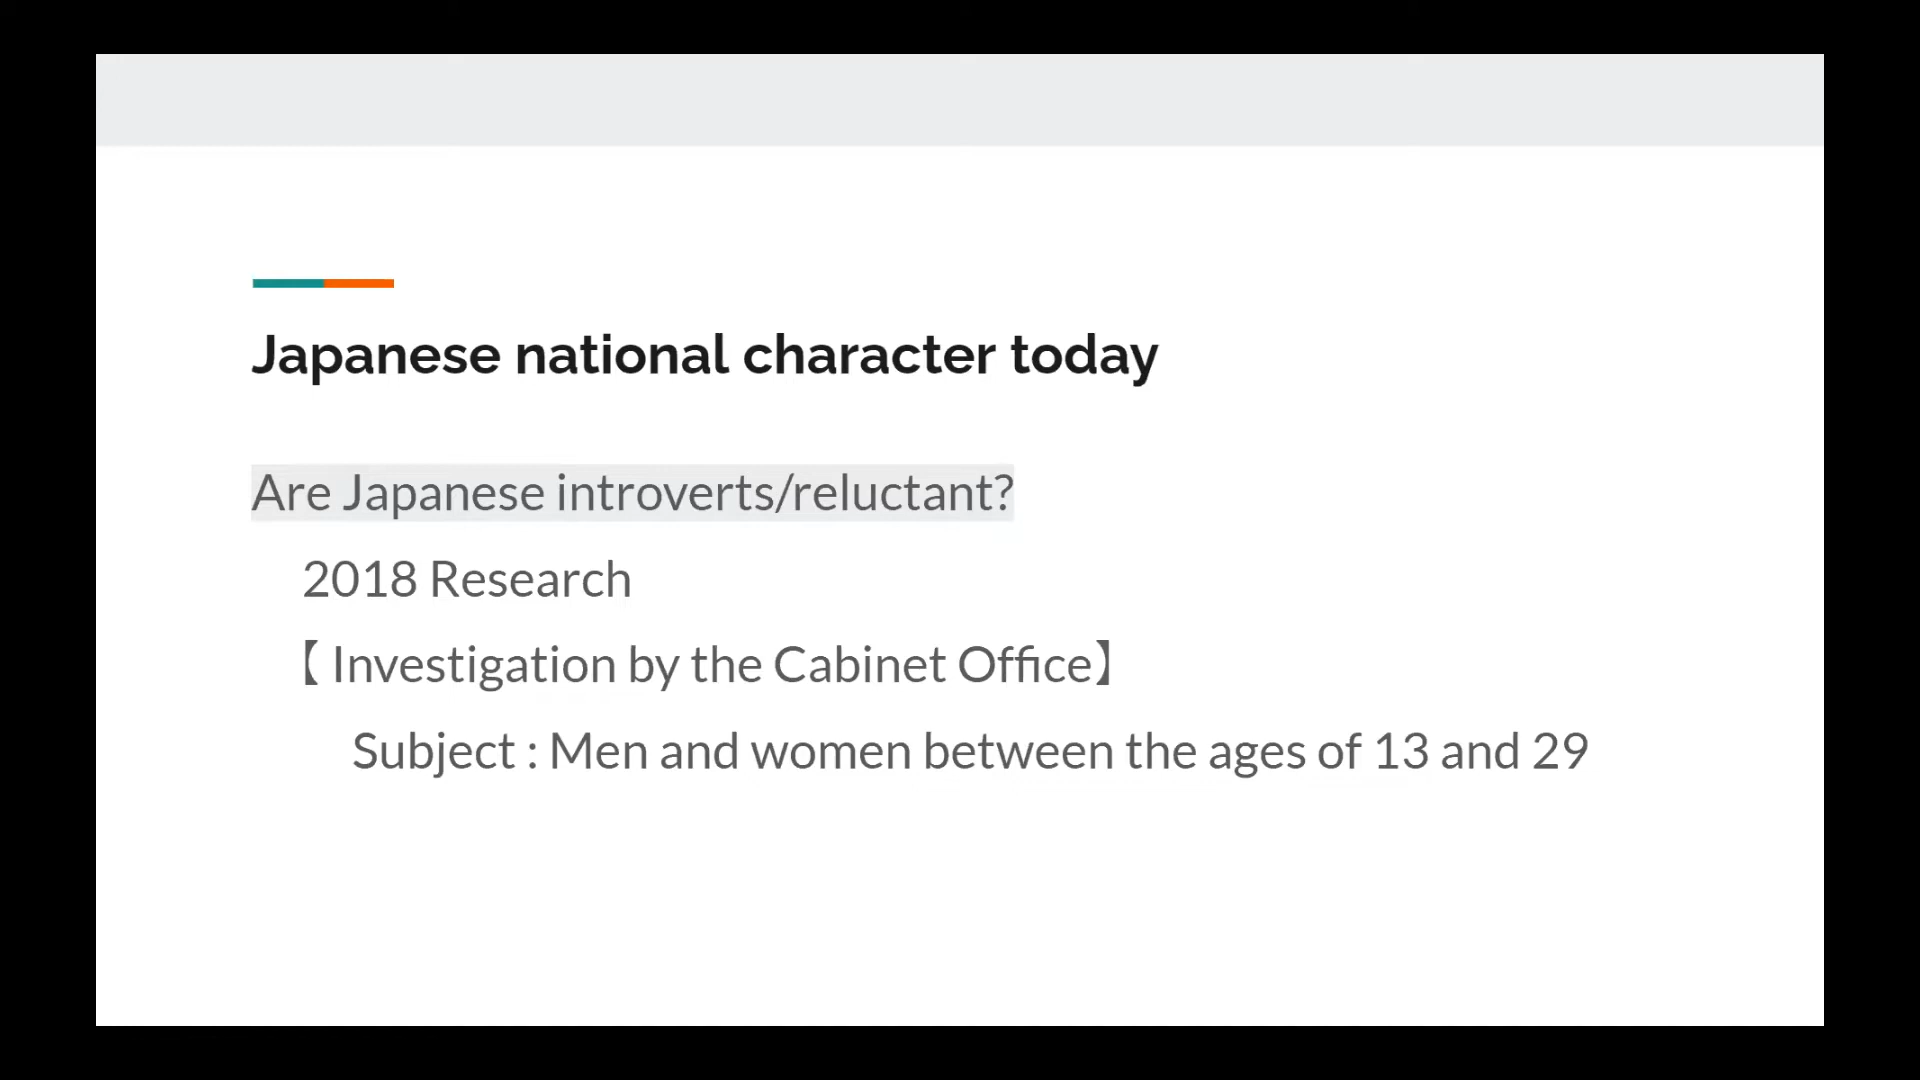 Japanese national character today
Are Japanese introverts/reluctant?
2018 Research
【 Investigation by the Cabinet Office】
Subject : Men and women between the ages of 13 and 29